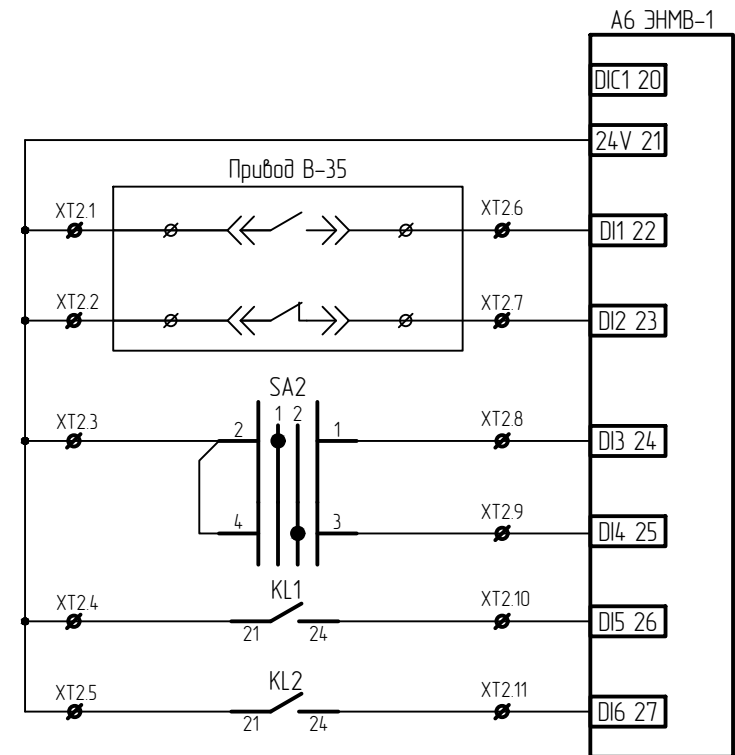 А6 ЭНМВ-1
DIC1 20
24V 21
Привод В-35
XT2.1
XT2.6
DI1 22
XT2.2
XT2.7
DI2 23
SA2
XT2.3
2
1 2
1
XT2.8
DI3 24
4
3
XT2.9
DI4 25
KL1
XT2.4
21
24
XT2.10
DI5 26
KL2
XT2.5
21
24
XT2.11
DI6 27